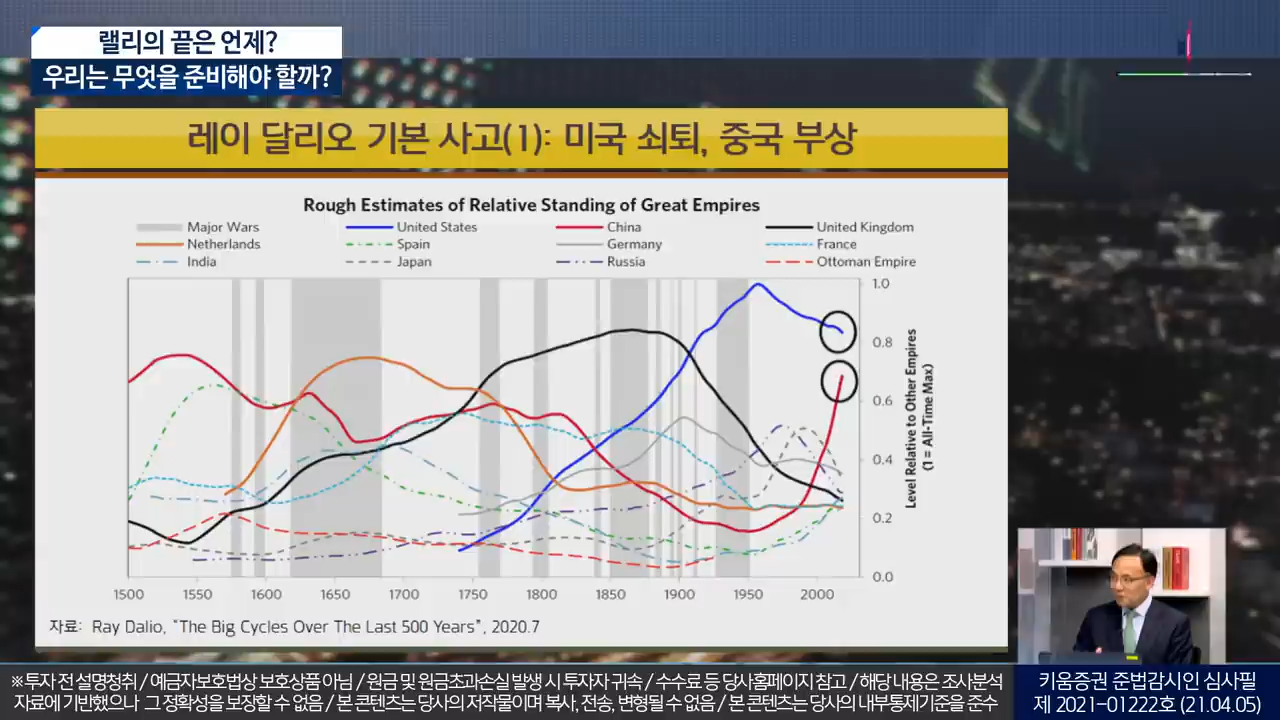 랠리의 끝은 언제?
우리는 무엇을 준비해야 할까?
레이 달리오 기본 사고(1): 미국 쇠퇴, 중국 부상
Rough Estimates of Relative Standing of Great Empires
Major Wars United States China United Kingdom
Netherlands Spain Germany France
India Japan Russia Ottoman Empire
1.0
0.8
0.6
0.4
0.2
0.0
Level Relative to Other Empires
(1 = All-Time Max)
1500 1550 1600 1650 1700 1750 1800 1850 1900 1950 2000
자료: Ray Dalio, “The Big Cycles Over The Last 500 Years”, 2020.7
※ 투자 전 설명청취 / 예금자보호법상 보호상품 아님 / 원금 및 원금초과손실 발생 시 투자자 귀속 / 수수료 등 당사홈페이지 참고 / 해당 내용은 조사분석
자료에 기반했으나 그 정확성을 보장할 수 없음 / 본 콘텐츠는 당사의 저작물이며 복사, 전송, 변형될 수 없음 / 본 콘텐츠는 당사의 내부통제기준을 준수
키움증권 준법감시인 심사필
제 2021-01222호 (21.04.05)